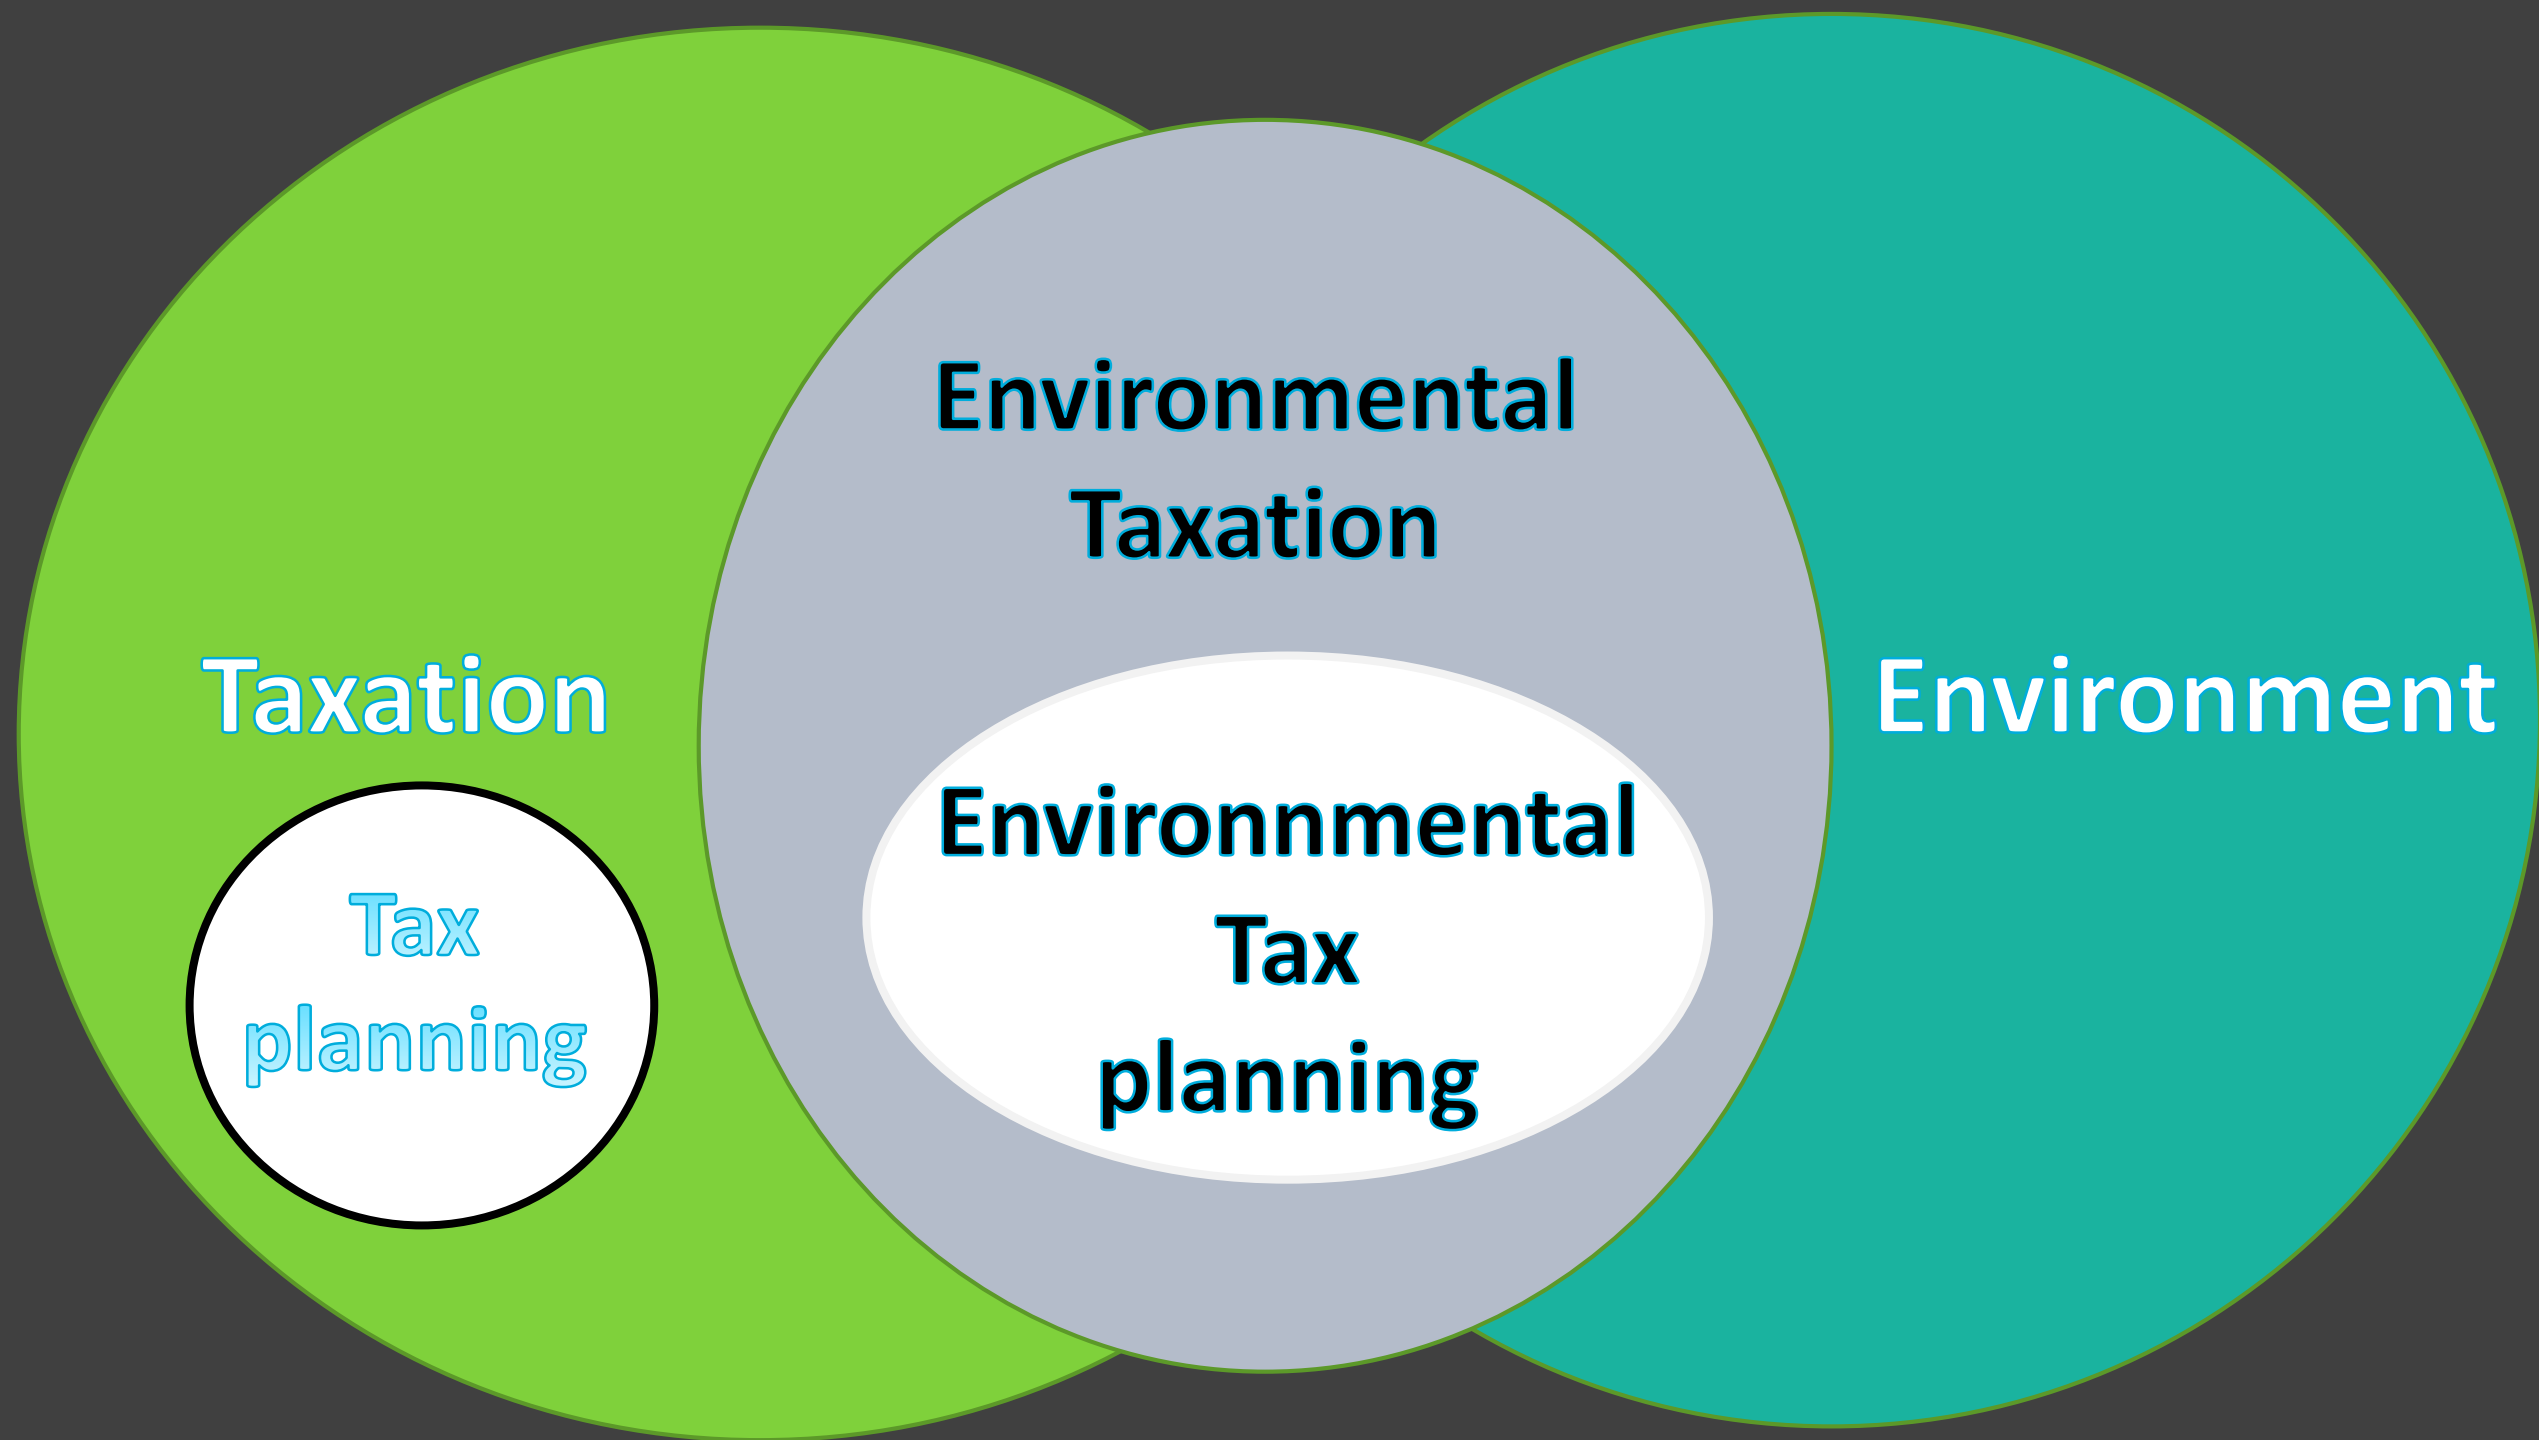 Environmental
Taxation
Taxation
Environment
Environnmental
Tax
planning
Tax
planning